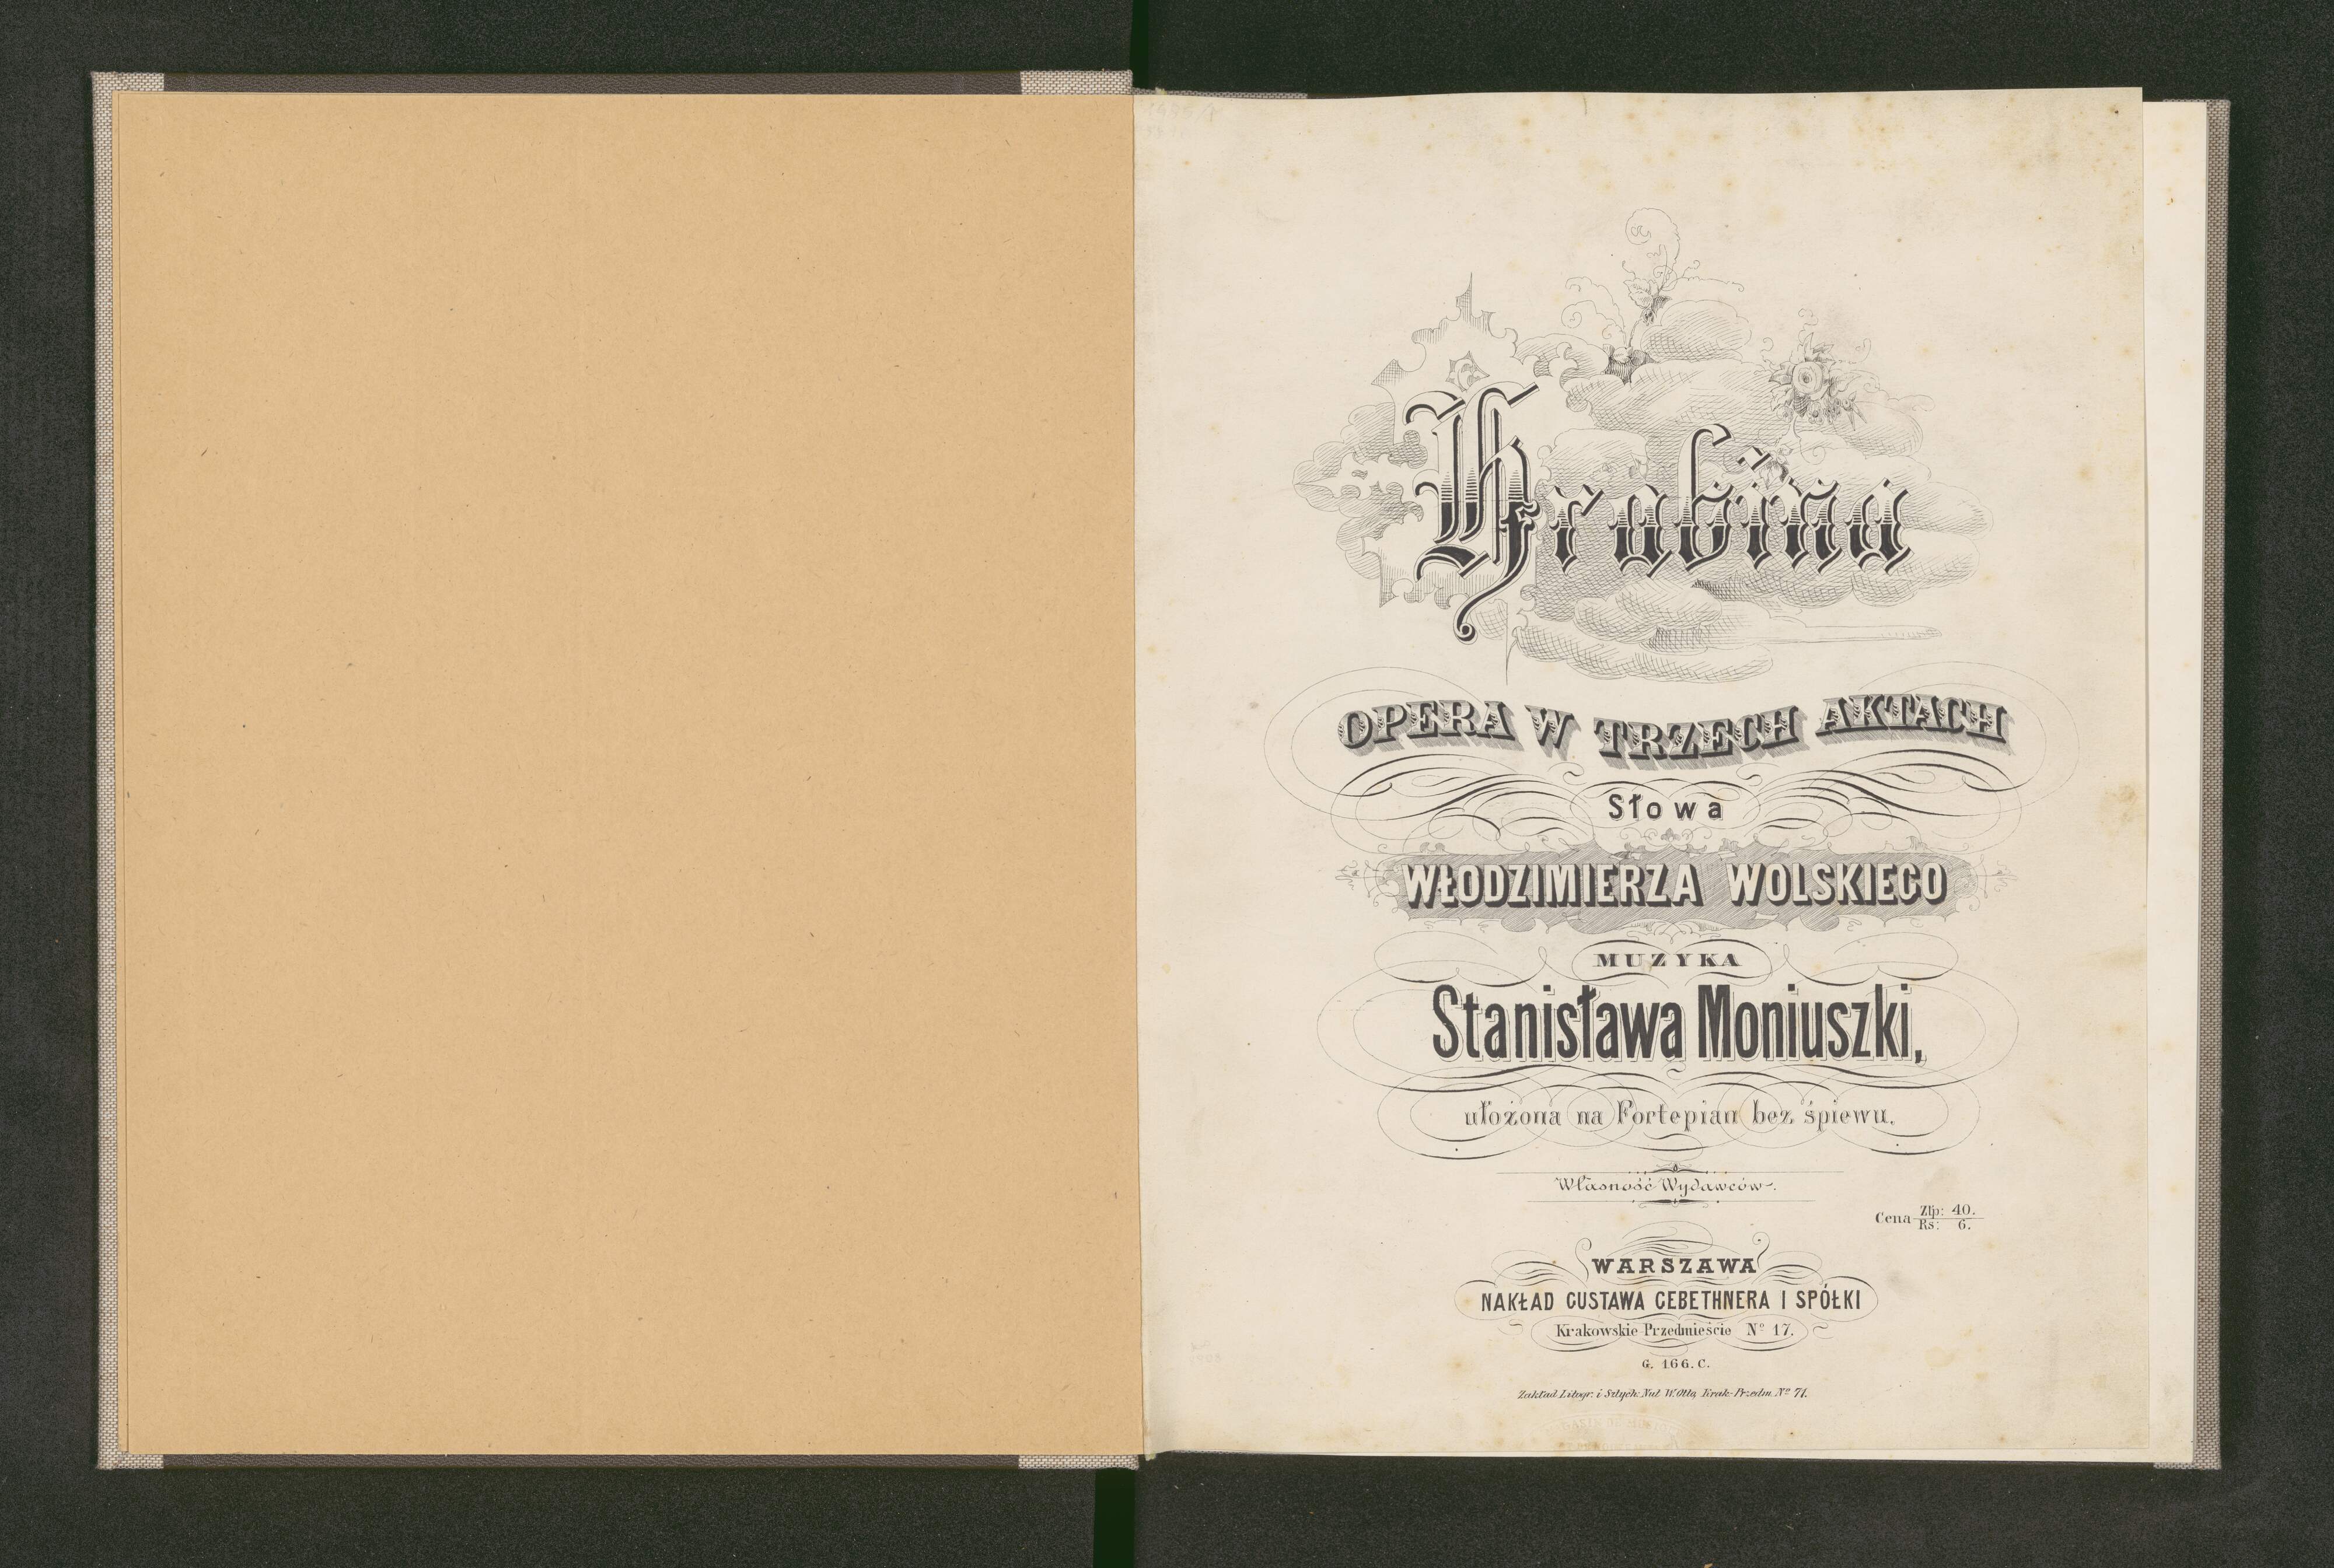 Hrabina
OPERA W TRZECH AKTACH
Słowa
WŁODZIMIERZA WOLSKIEGO
MUZYKA
Stanisława Moniuszki,
ułożona na Fortepian bez śpiewu.
Własność Wydawców.
Cena Złp: 40.
Rs: 6.
WARSZAWA
NAKŁAD GUSTAWA GEBETHNERA I SPÓŁKI
Krakowskie-Przedmieście No 17.
G. 166. C.
Zakład Litogr. i Sztych: Nut W. Otto, Krak-Przedm. No 71.